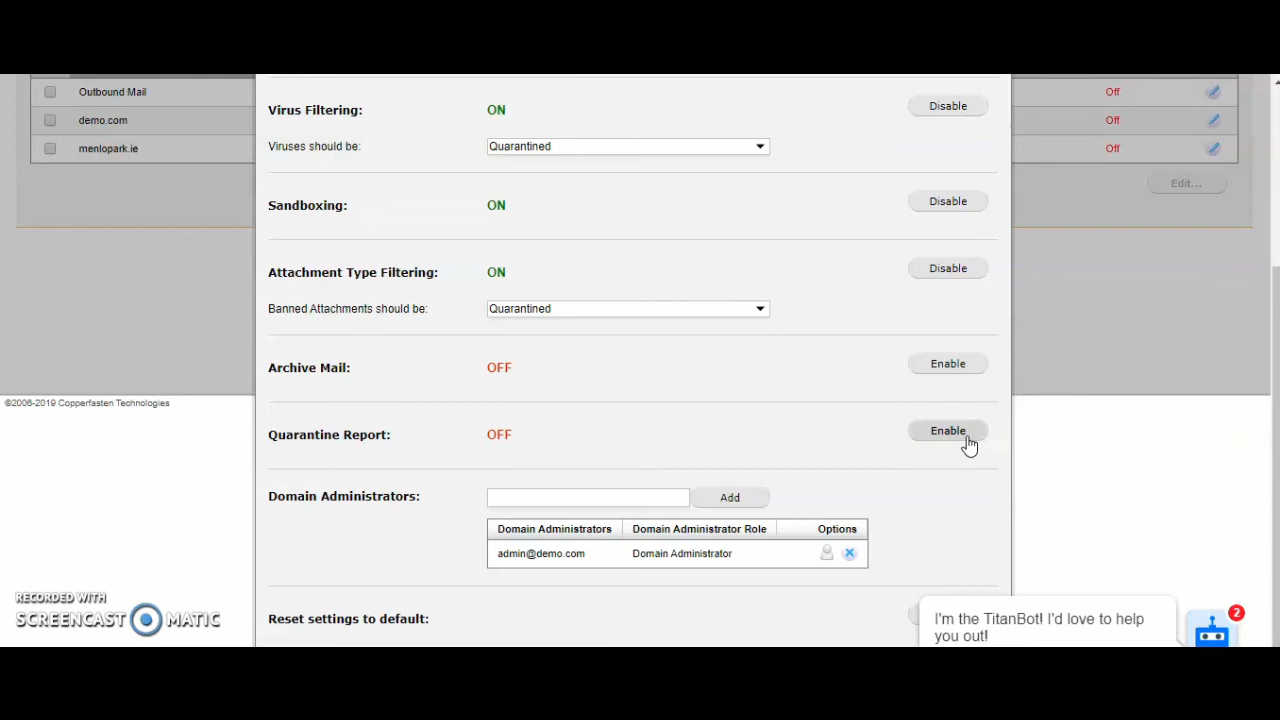 Outbound Mail Off
demo.com Off
menlopark.ie Off
Edit...
Virus Filtering: ON Disable
Viruses should be: Quarantined
Sandboxing: ON Disable
Attachment Type Filtering: ON Disable
Banned Attachments should be: Quarantined
Archive Mail: OFF Enable
©2006-2019 Copperfasten Technologies
Quarantine Report: OFF Enable
Domain Administrators: Add
Domain Administrators Domain Administrator Role Options
admin@demo.com Domain Administrator
Reset settings to default:
RECORDED WITH
SCREENCAST MATIC
I'm the TitanBot! I'd love to help
you out!
2